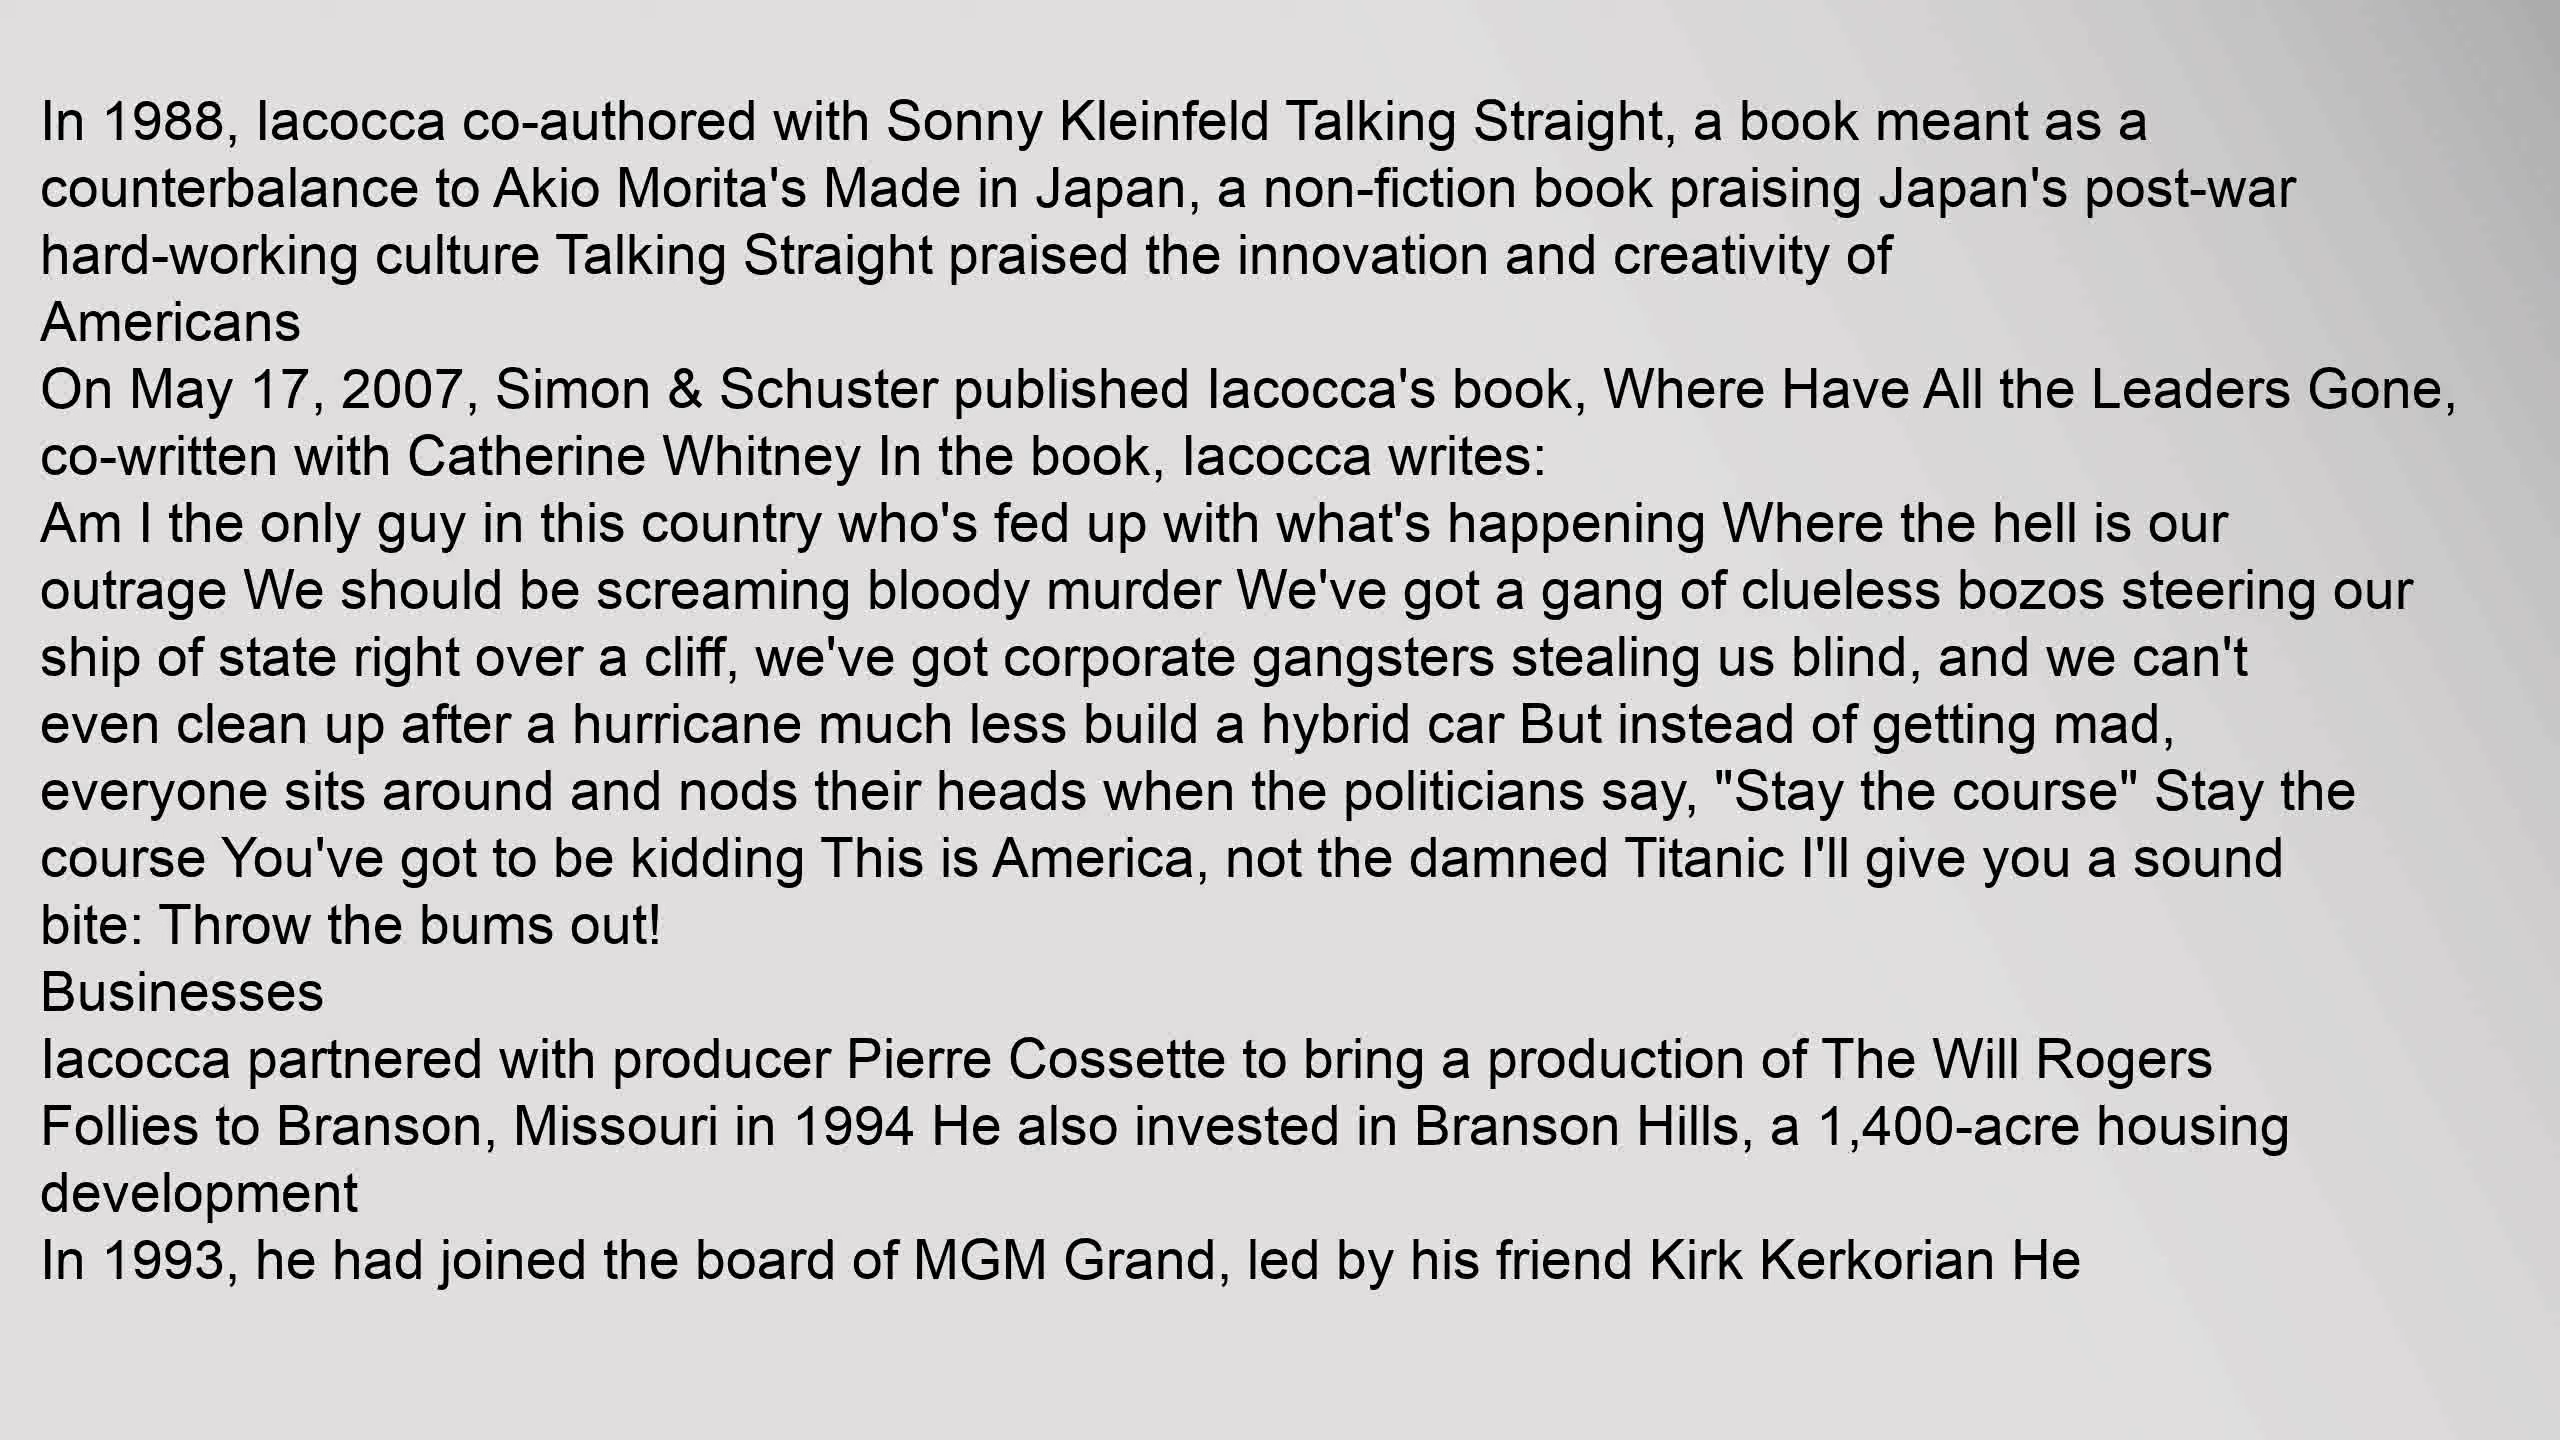 In 1988, Iacocca co-authored with Sonny Kleinfeld Talking Straight, a book meant as a
counterbalance to Akio Morita's Made in Japan, a non-fiction book praising Japan's post-war
hard-working culture Talking Straight praised the innovation and creativity of
Americans
On May 17, 2007, Simon & Schuster published Iacocca's book, Where Have All the Leaders Gone,
co-written with Catherine Whitney In the book, Iacocca writes:
Am I the only guy in this country who's fed up with what's happening Where the hell is our
outrage We should be screaming bloody murder We've got a gang of clueless bozos steering our
ship of state right over a cliff, we've got corporate gangsters stealing us blind, and we can't
even clean up after a hurricane much less build a hybrid car But instead of getting mad,
everyone sits around and nods their heads when the politicians say, "Stay the course" Stay the
course You've got to be kidding This is America, not the damned Titanic I'll give you a sound
bite: Throw the bums out!
Businesses
Iacocca partnered with producer Pierre Cossette to bring a production of The Will Rogers
Follies to Branson, Missouri in 1994 He also invested in Branson Hills, a 1,400-acre housing
development
In 1993, he had joined the board of MGM Grand, led by his friend Kirk Kerkorian He